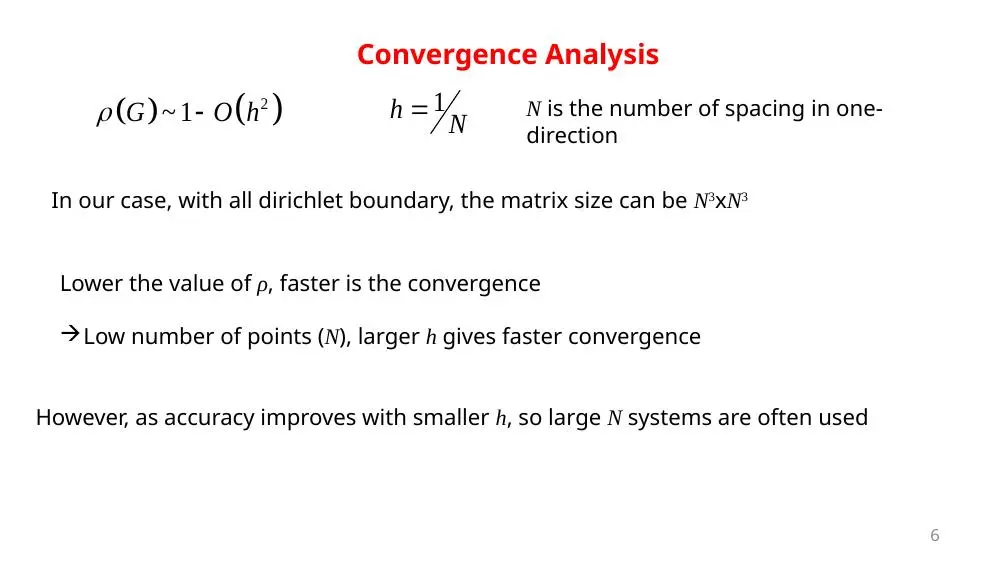 Convergence Analysis
ρ(G)~1- O(h²)
h=1/N
N is the number of spacing in one-
direction
In our case, with all dirichlet boundary, the matrix size can be N³xN³
Lower the value of ρ, faster is the convergence
→Low number of points (N), larger h gives faster convergence
However, as accuracy improves with smaller h, so large N systems are often used
6